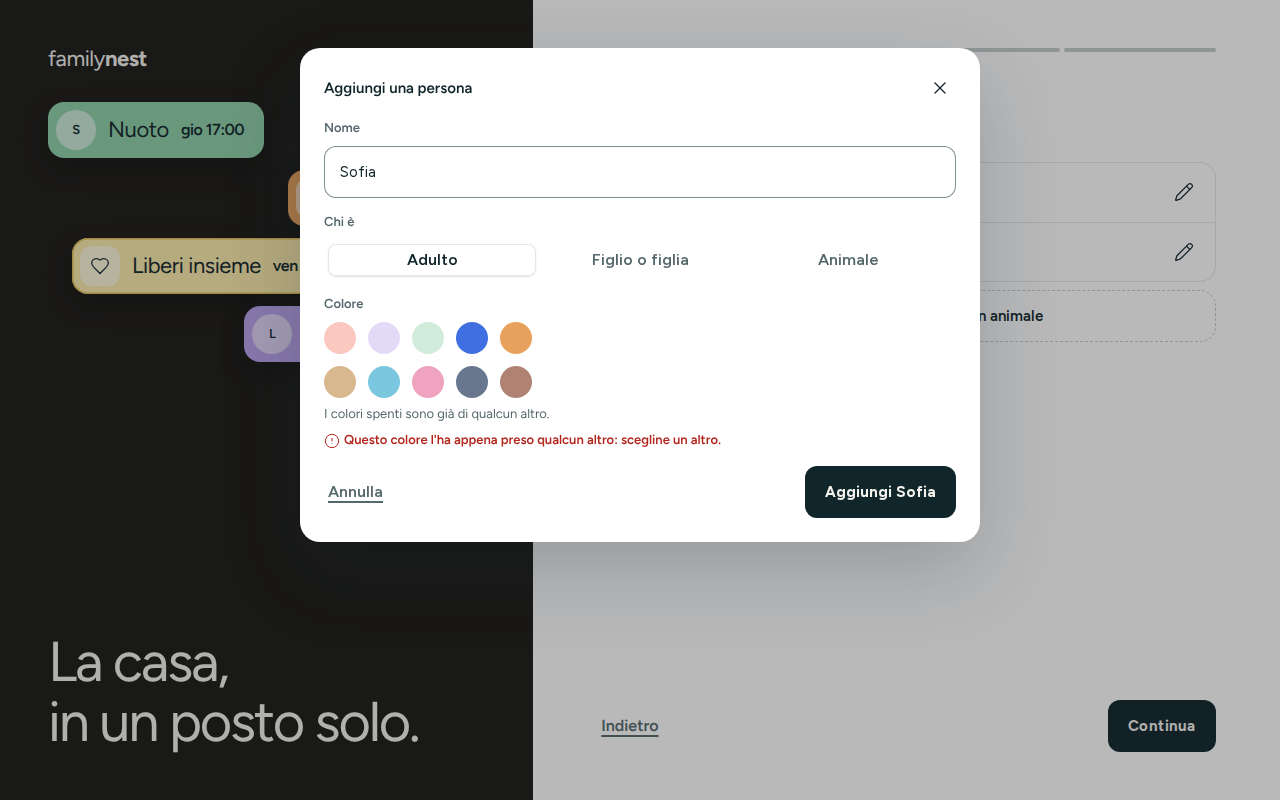 familynest
Aggiungi una persona
Nome
S
Nuoto
gio 17:00
Sofia
Chi è
Adulto
Figlio o figlia
Animale
Liberi insieme
ven
Colore
L
n animale
I colori spenti sono già di qualcun altro.
Questo colore l'ha appena preso qualcun altro: scegline un altro.
Annulla
Aggiungi Sofia
La casa,
in un posto solo.
Indietro
Continua